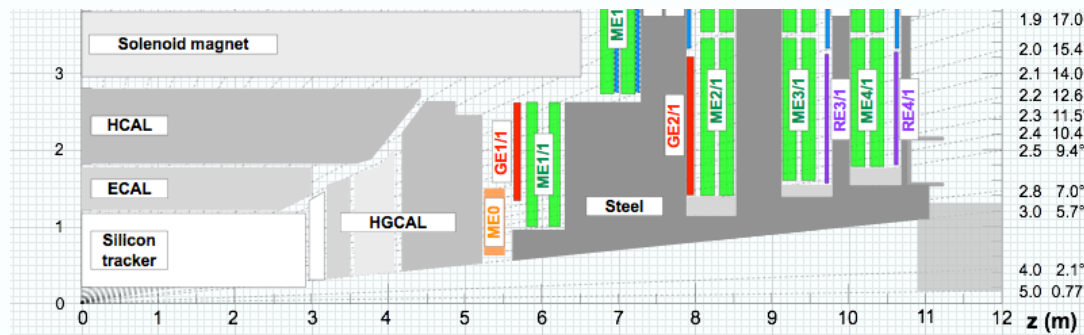 Solenoid magnet
HCAL
ECAL
Silicon
tracker
HGCAL
ME0
GE1/1
ME1/1
ME1
Steel
GE2/1
ME2/1
ME3/1
RE3/1
ME4/1
RE4/1
3
2
1
0
1.9 17.0
2.0 15.4
2.1 14.0
2.2 12.6
2.3 11.5°
2.4 10.4
2.5 9.4°
2.8 7.0°
3.0 5.7°
4.0 2.1°
5.0 0.77°
0 1 2 3 4 5 6 7 8 9 10 11 12 z (m)